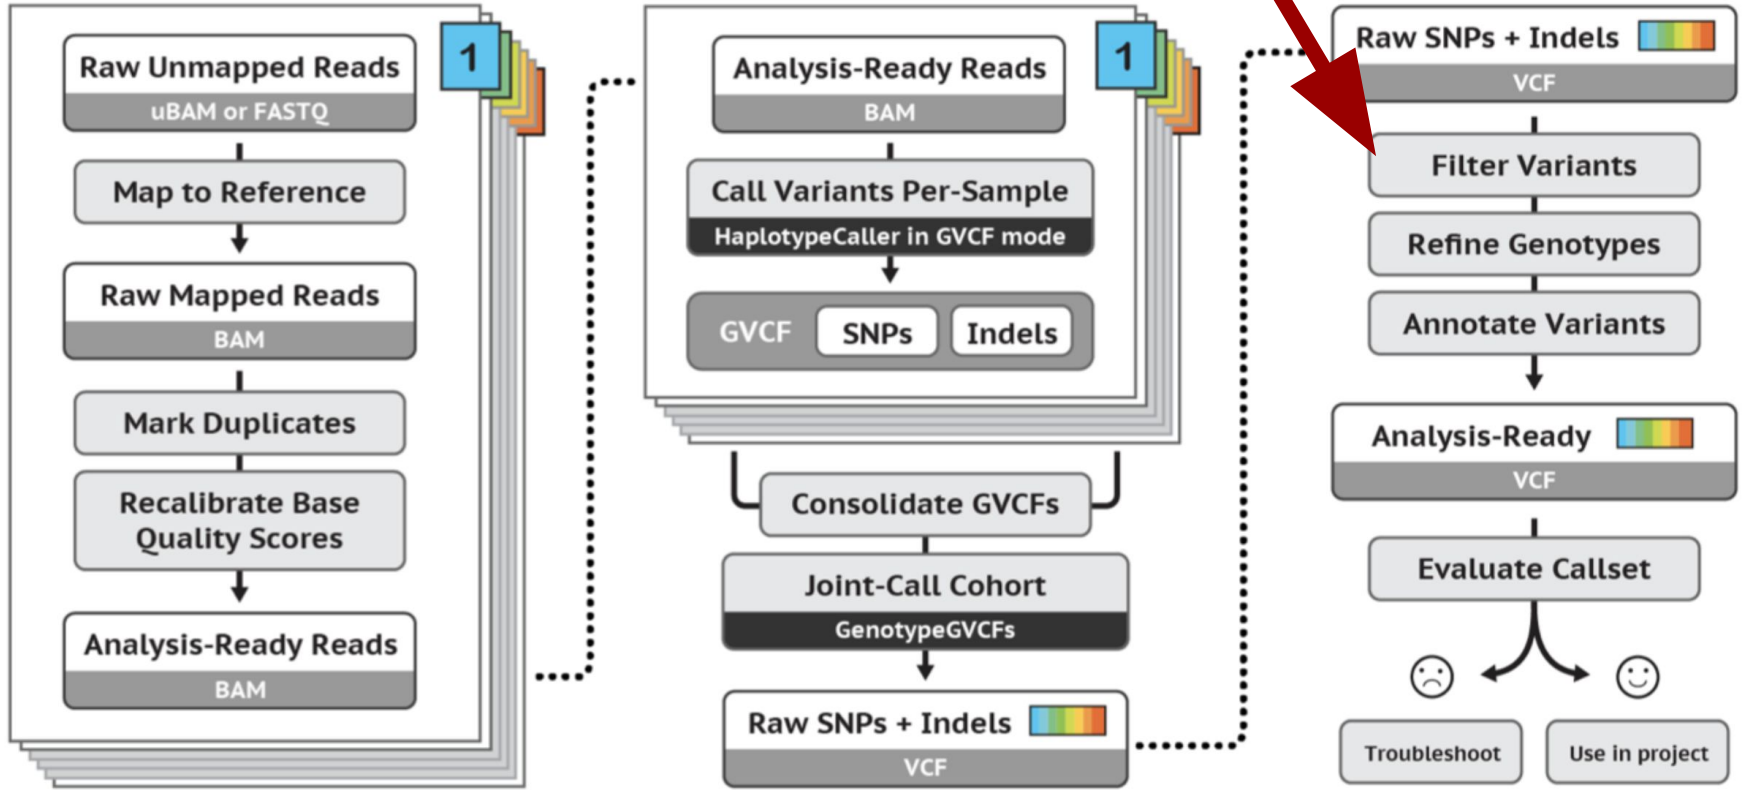 1
Raw Unmapped Reads
uBAM or FASTQ
Map to Reference
Raw Mapped Reads
BAM
Mark Duplicates
Recalibrate Base
Quality Scores
Analysis-Ready Reads
BAM
1
Analysis-Ready Reads
BAM
Call Variants Per-Sample
HaplotypeCaller in GVCF mode
GVCF SNPs Indels
Consolidate GVCFs
Joint-Call Cohort
GenotypeGVCFs
Raw SNPs + Indels
VCF
Raw SNPs + Indels
VCF
Filter Variants
Refine Genotypes
Annotate Variants
Analysis-Ready
VCF
Evaluate Callset
Troubleshoot
Use in project